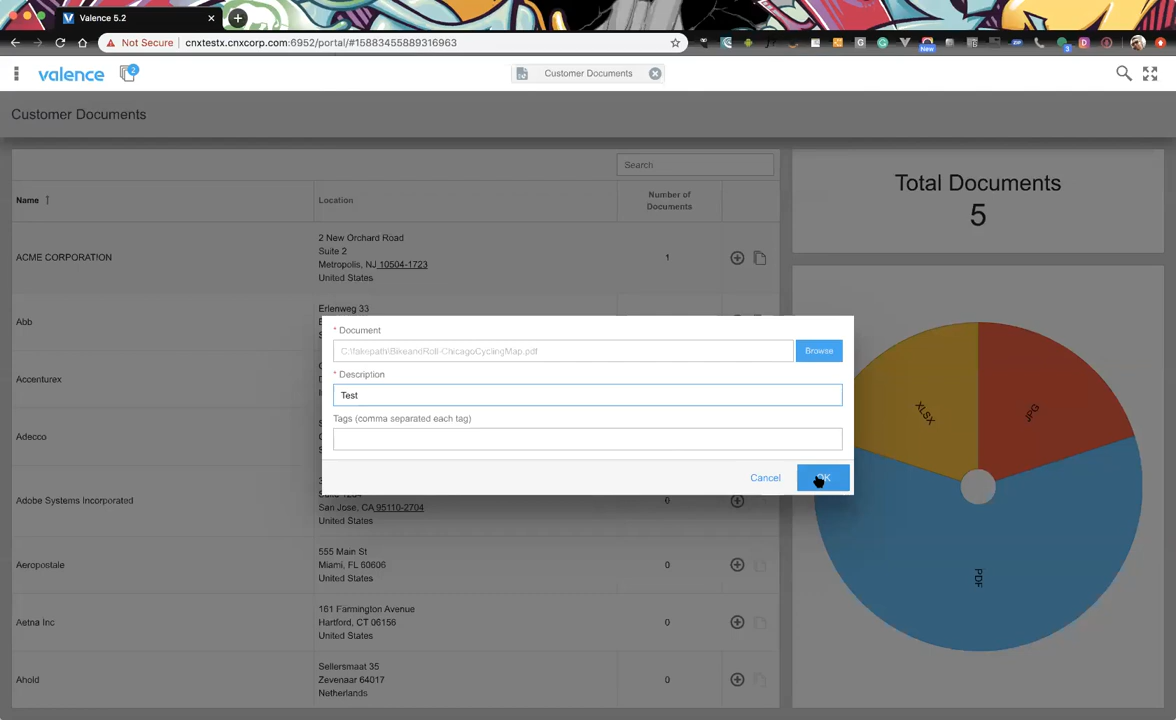 Valence 5.2
Not Secure
cnxtestx.cnxcorp.com:6952/portal/#15883455889316963
New
3
valence
2
Customer Documents
Customer Documents
Search
Name
Location
Number of
Documents
ACME CORPORATION
2 New Orchard Road
Suite 2
Metropolis, NJ 10504-1723
United States
1
Abb
Erlenweg 33
Accenturex
Adecco
Adobe Systems Incorporated
San Jose, CA 95110-2704
United States
0
Aeropostale
555 Main St
Miami, FL 60606
United States
0
Aetna Inc
161 Farmington Avenue
Hartford, CT 06156
United States
0
Ahold
Sellersmaat 35
Zevenaar 64017
Netherlands
0
* Document
C:\fakepath\BikeandRoll-ChicagoCyclingMap.pdf
Browse
* Description
Test
Tags (comma separated each tag)
Cancel
OK
Total Documents
5
XLSX
JPG
PDF